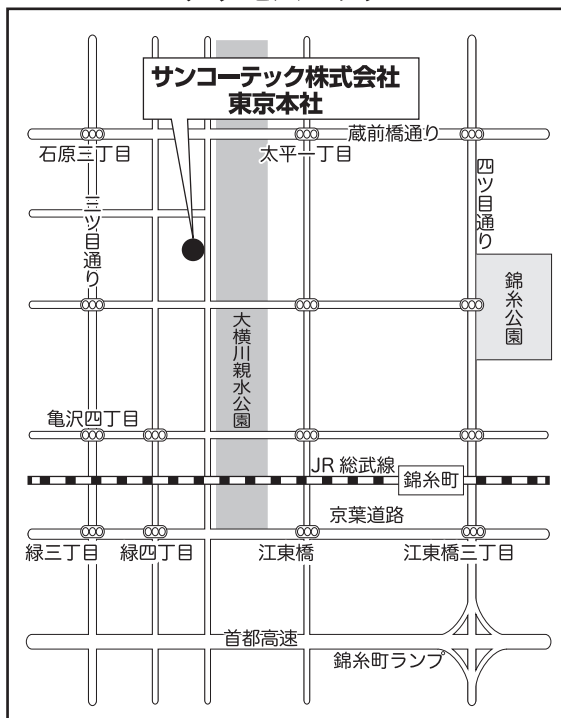 サンコーテック株式会社
東京本社
蔵前橋通り
石原三丁目
太平一丁目
四ツ目通り
三ツ目通り
錦糸公園
大横川親水公園
亀沢四丁目
JR 総武線
錦糸町
京葉道路
緑三丁目
緑四丁目
江東橋
江東橋三丁目
首都高速
錦糸町ランプ